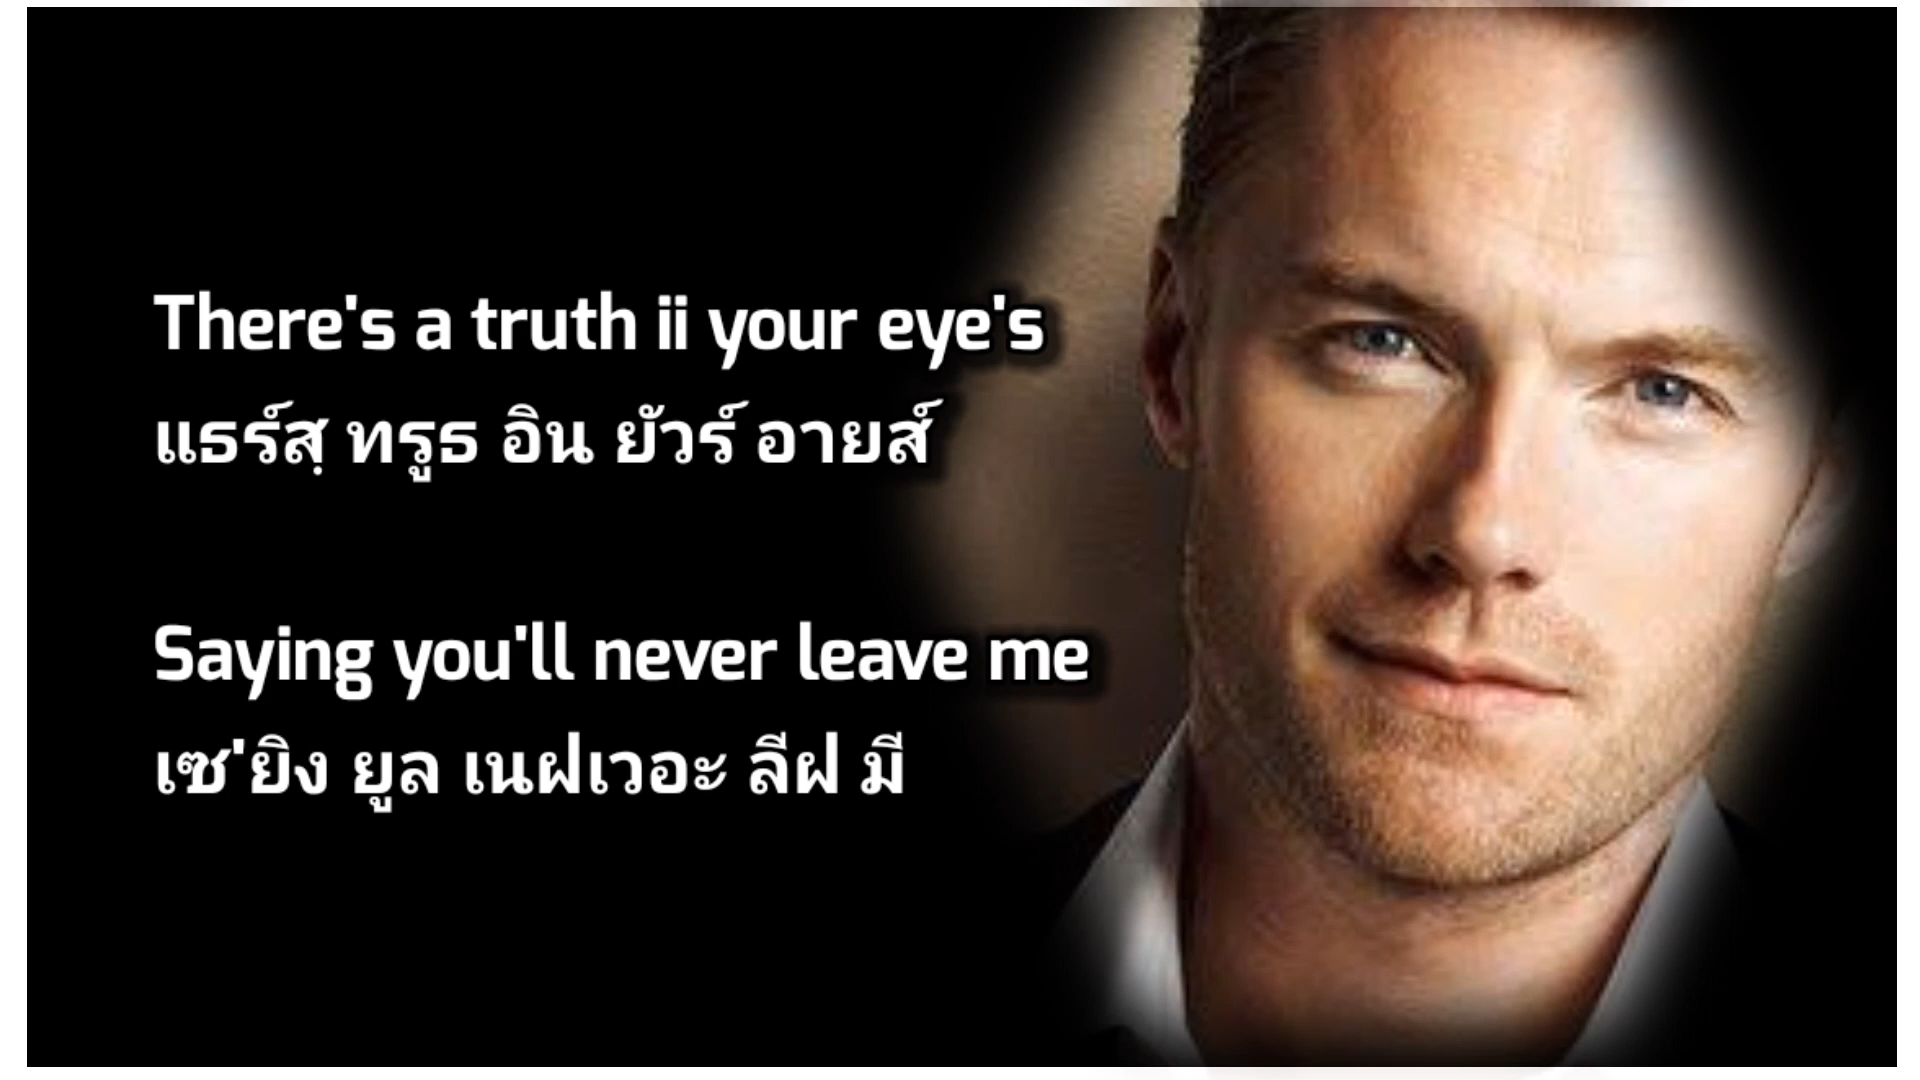 There's a truth ii your eye's
แธร์สฺ ทรูธ อิน ยัวร์ อายส์
Saying you'll never leave me
เซ'ยิง ยูล เนฝเวอะ ลีฝ มี